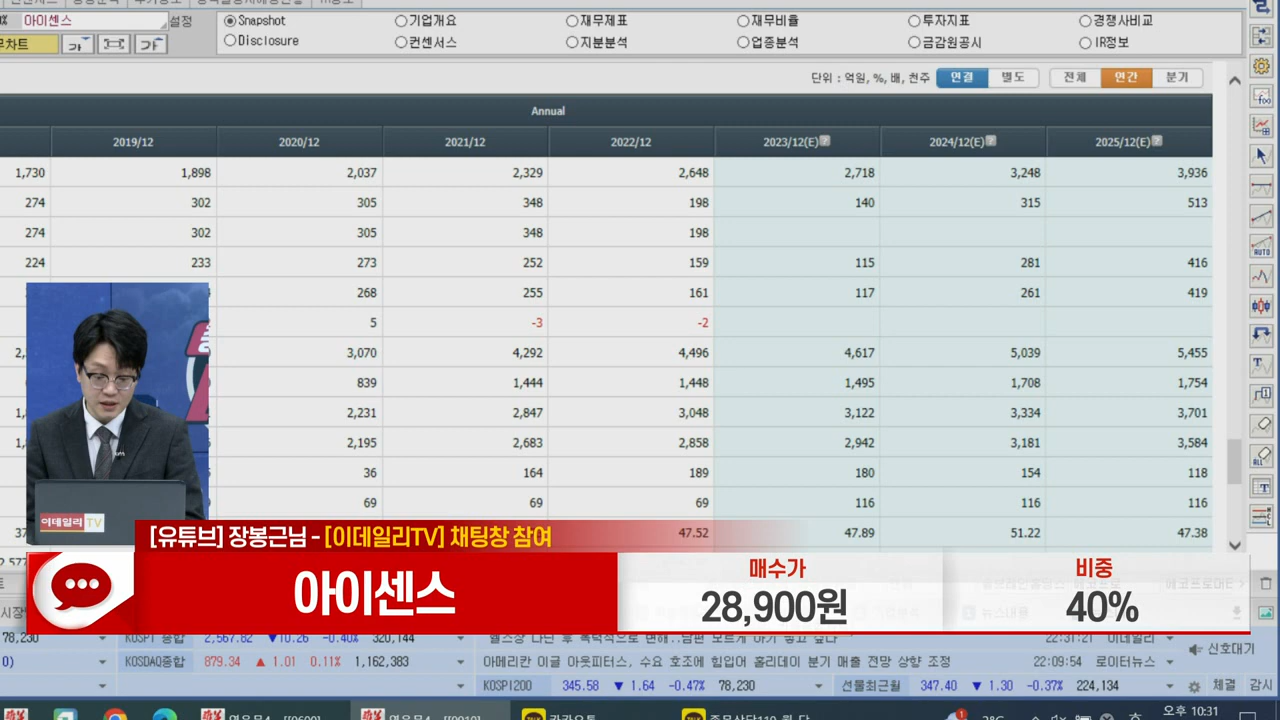 아이센스
설정
Snapshot
기업개요
재무제표
재무비율
투자지표
경쟁사비교
Disclosure
컨센서스
지분분석
업종분석
금감원공시
IR정보
단위 : 억원, %, 배, 천주
연결
별도
전체
연간
분기
Annual
2019/12
2020/12
2021/12
2022/12
2023/12(E)
2024/12(E)
2025/12(E)
1,730 1,898 2,037 2,329 2,648 2,718 3,248 3,936
274 302 305 348 198 140 315 513
274 302 305 348 198
224 233 273 252 159 115 281 416
268 255 161 117 261 419
5 -3 -2
3,070 4,292 4,496 4,617 5,039 5,455
839 1,444 1,448 1,495 1,708 1,754
2,231 2,847 3,048 3,122 3,334 3,701
2,195 2,683 2,858 2,942 3,181 3,584
36 164 189 180 154 118
69 69 69 116 116 116
47.52 47.89 51.22 47.38
이데일리 TV
[유튜브] 장봉근님 - [이데일리TV] 채팅창 참여
아이센스
매수가
28,900원
비중
40%
78,230 KOSPI 종합 2,567.82 ▼10.26 -0.40% 320,144
22:31:21 이데일리
신호대기
KOSDAQ종합 879.34 ▲ 1.01 0.11% 1,162,383
아메리칸 이글 아웃피터스, 수요 호조에 힘입어 홀리데이 분기 매출 전망 상향 조정 22:09:54 로이터뉴스
KOSPI200 345.58 ▼ 1.64 -0.47% 78,230
선물최근월 347.40 ▼ 1.30 -0.37% 224,134
체결 감시
오후 10:31